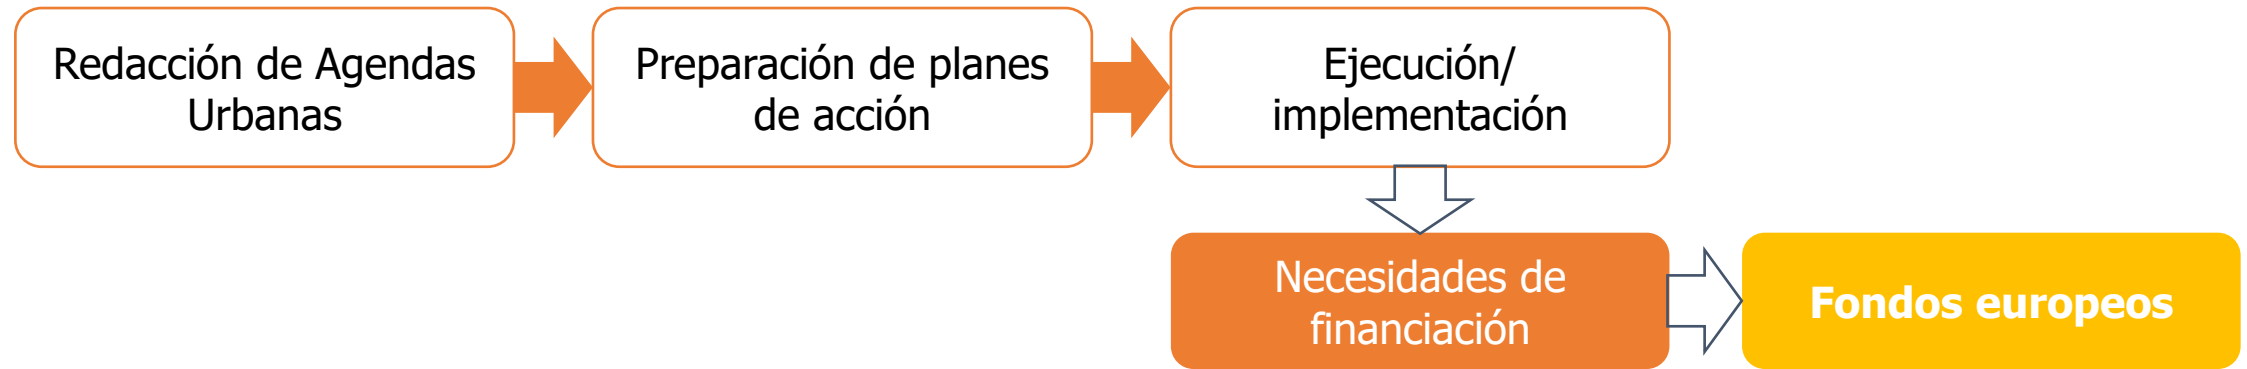 Redacción de Agendas
Urbanas
Preparación de planes
de acción
Ejecución/
implementación
Necesidades de
financiación
Fondos europeos